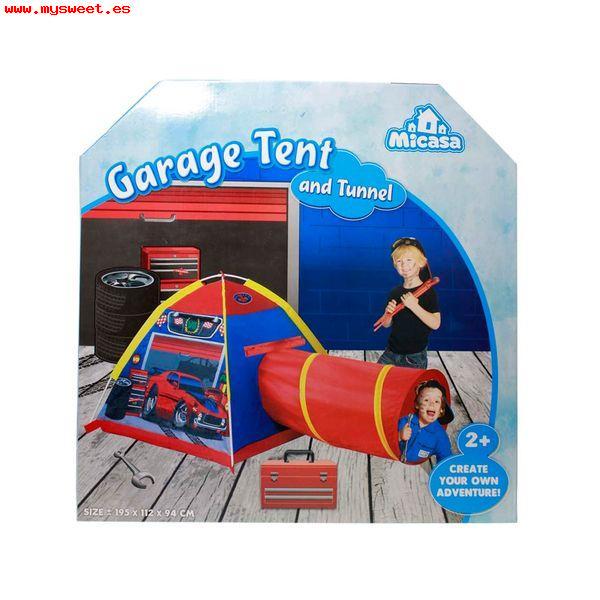 www.mysweet.es
Micasa
Garage Tent
and Tunnel
2+
CREATE
YOUR OWN
ADVENTURE!
SIZE ± 195 x 112 x 94 CM